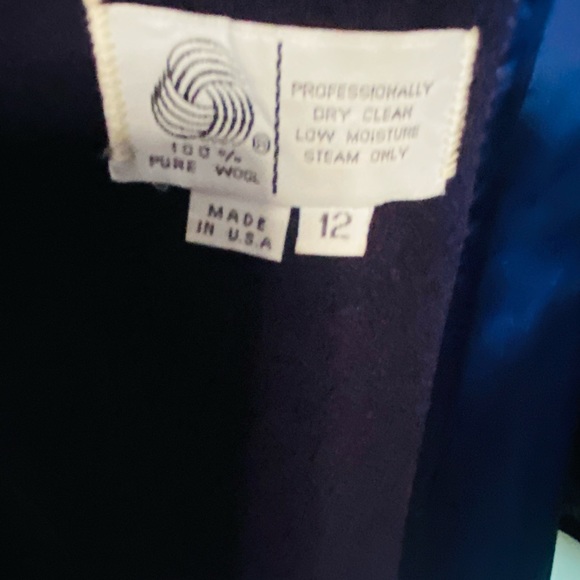 100%
PURE WOOL
®
PROFESSIONALLY
DRY CLEAN
LOW MOISTURE
STEAM ONLY
MADE
IN U.S.A
12